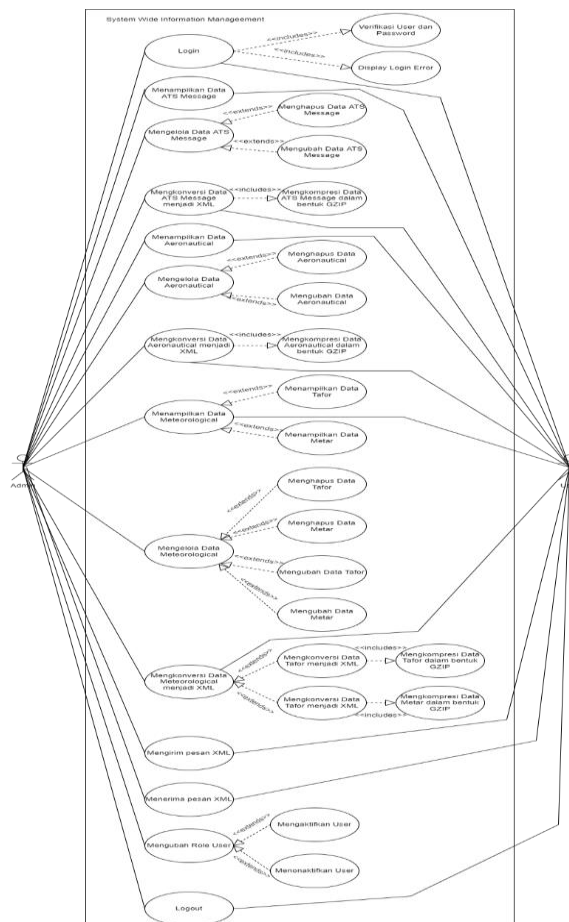 System Wide Information Manageement
Login
<<includes>>
Verifikasi User dan
Password
<<includes>>
Display Login Error
Menampilkan Data
ATS Message
Mengelola Data ATS
Message
<<extends>>
Menghapus Data ATS
Message
<<extends>>
Mengubah Data ATS
Message
Mengkonversi Data
ATS Message
menjadi XML
<<includes>>
Mengkompresi Data
ATS Message dalam
bentuk GZIP
Menampilkan Data
Aeronautical
Mengelola Data
Aeronautical
<<extends>>
Menghapus Data
Aeronautical
<<extends>>
Mengubah Data
Aeronautical
Mengkonversi Data
Aeronautical menjadi
XML
<<includes>>
Mengkompresi Data
Aeronautical dalam
bentuk GZIP
Menampilkan Data
Meteorological
<<extends>>
Menampilkan Data
Tafor
<<extends>>
Menampilkan Data
Metar
Admin
U
Mengelola Data
Meteorological
<<extends>>
Menghapus Data
Tafor
<<extends>>
Menghapus Data
Metar
<<extends>>
Mengubah Data Tafor
<<extends>>
Mengubah Data
Metar
Mengkonversi Data
Meteorological
menjadi XML
<<extends>>
Mengkonversi Data
Tafor menjadi XML
<<includes>>
Mengkompresi Data
Tafor dalam bentuk
GZIP
<<extends>>
Mengkonversi Data
Tafor menjadi XML
<<includes>>
Mengkompresi Data
Metar dalam bentuk
GZIP
Mangirim pesan XML
Menerima pesan XML
Mengubah Role User
<<extends>>
Mengaktifkan User
<<extends>>
Menonaktifkan User
Logout